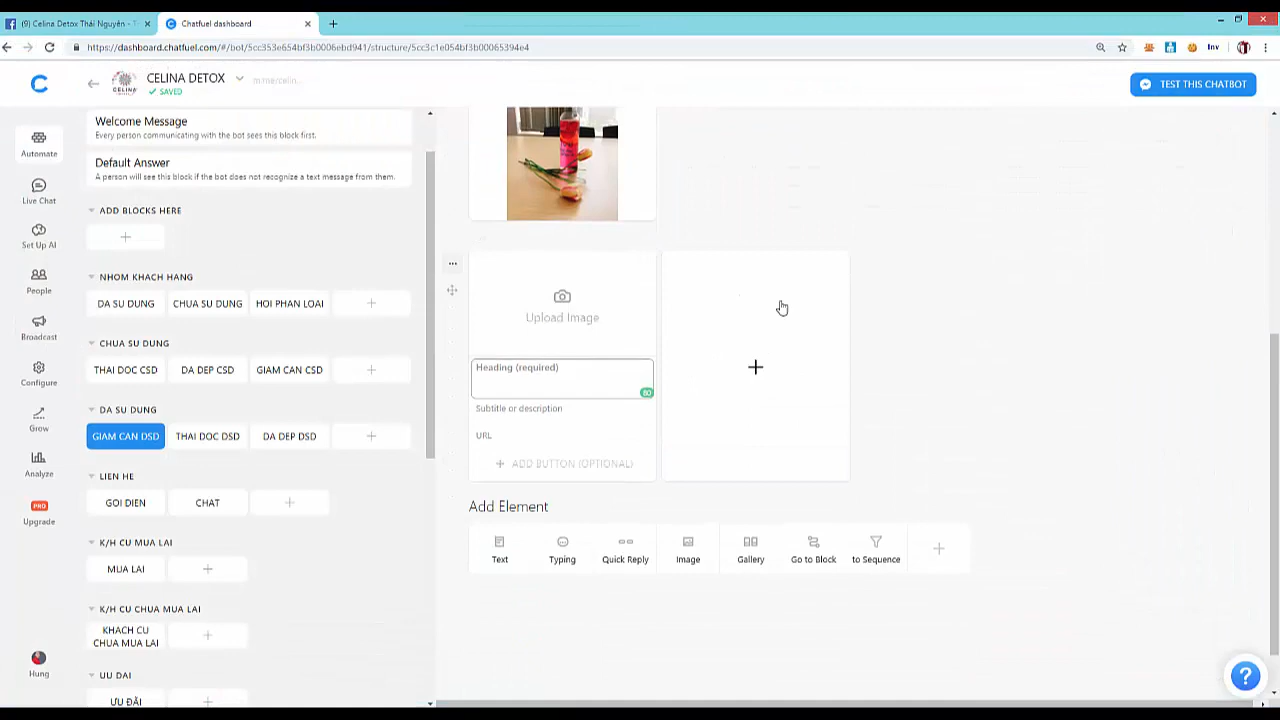 (9) Celina Detox Thái Nguyên - T
Chatfuel dashboard
https://dashboard.chatfuel.com/#/bot/5cc353e654bf3b0006ebd941/structure/5cc3c1e054bf3b00065394e4
Inv
CELINA DETOX
m.me/celin...
SAVED
TEST THIS CHATBOT
Automate
Live Chat
Set Up AI
People
Broadcast
Configure
Grow
Analyze
PRO
Upgrade
Hung
Welcome Message
Every person communicating with the bot sees this block first.
Default Answer
A person will see this block if the bot does not recognize a text message from them.
ADD BLOCKS HERE
NHOM KHACH HANG
DA SU DUNG
CHUA SU DUNG
HOI PHAN LOAI
CHUA SU DUNG
THAI DOC CSD
DA DEP CSD
GIAM CAN CSD
DA SU DUNG
GIAM CAN DSD
THAI DOC DSD
DA DEP DSD
LIEN HE
GOI DIEN
CHAT
K/H CU MUA LAI
MUA LAI
K/H CU CHUA MUA LAI
KHACH CU
CHUA MUA LAI
UU DAI
ƯU ĐÃI
Upload Image
Heading (required)
80
Subtitle or description
URL
ADD BUTTON (OPTIONAL)
Add Element
Text
Typing
Quick Reply
Image
Gallery
Go to Block
to Sequence